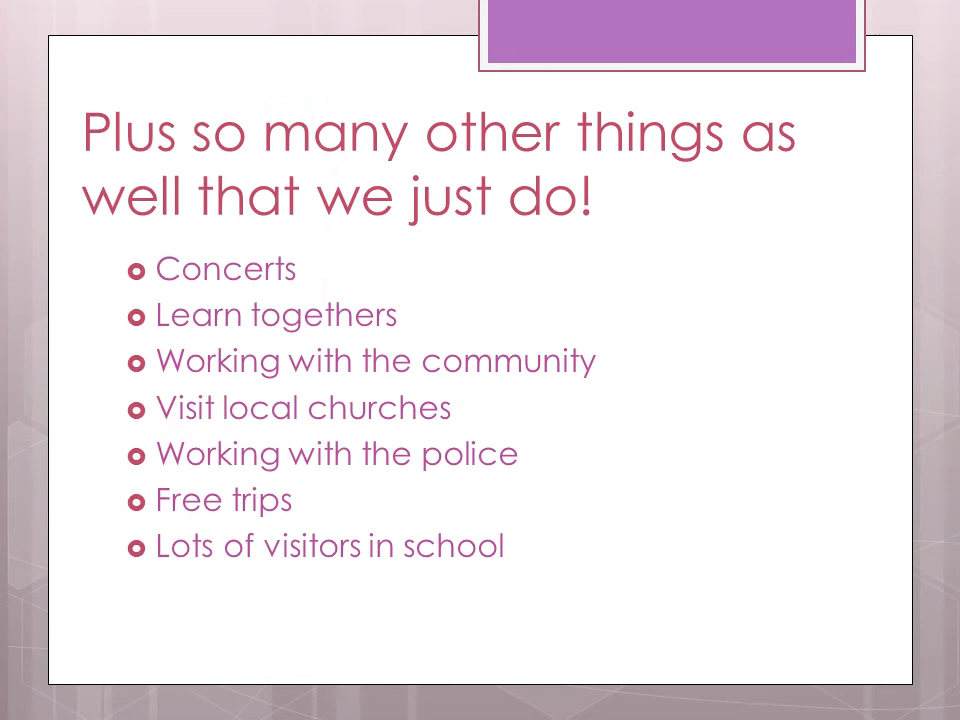 Plus so many other things as
well that we just do!
Concerts
Learn togethers
Working with the community
Visit local churches
Working with the police
Free trips
Lots of visitors in school